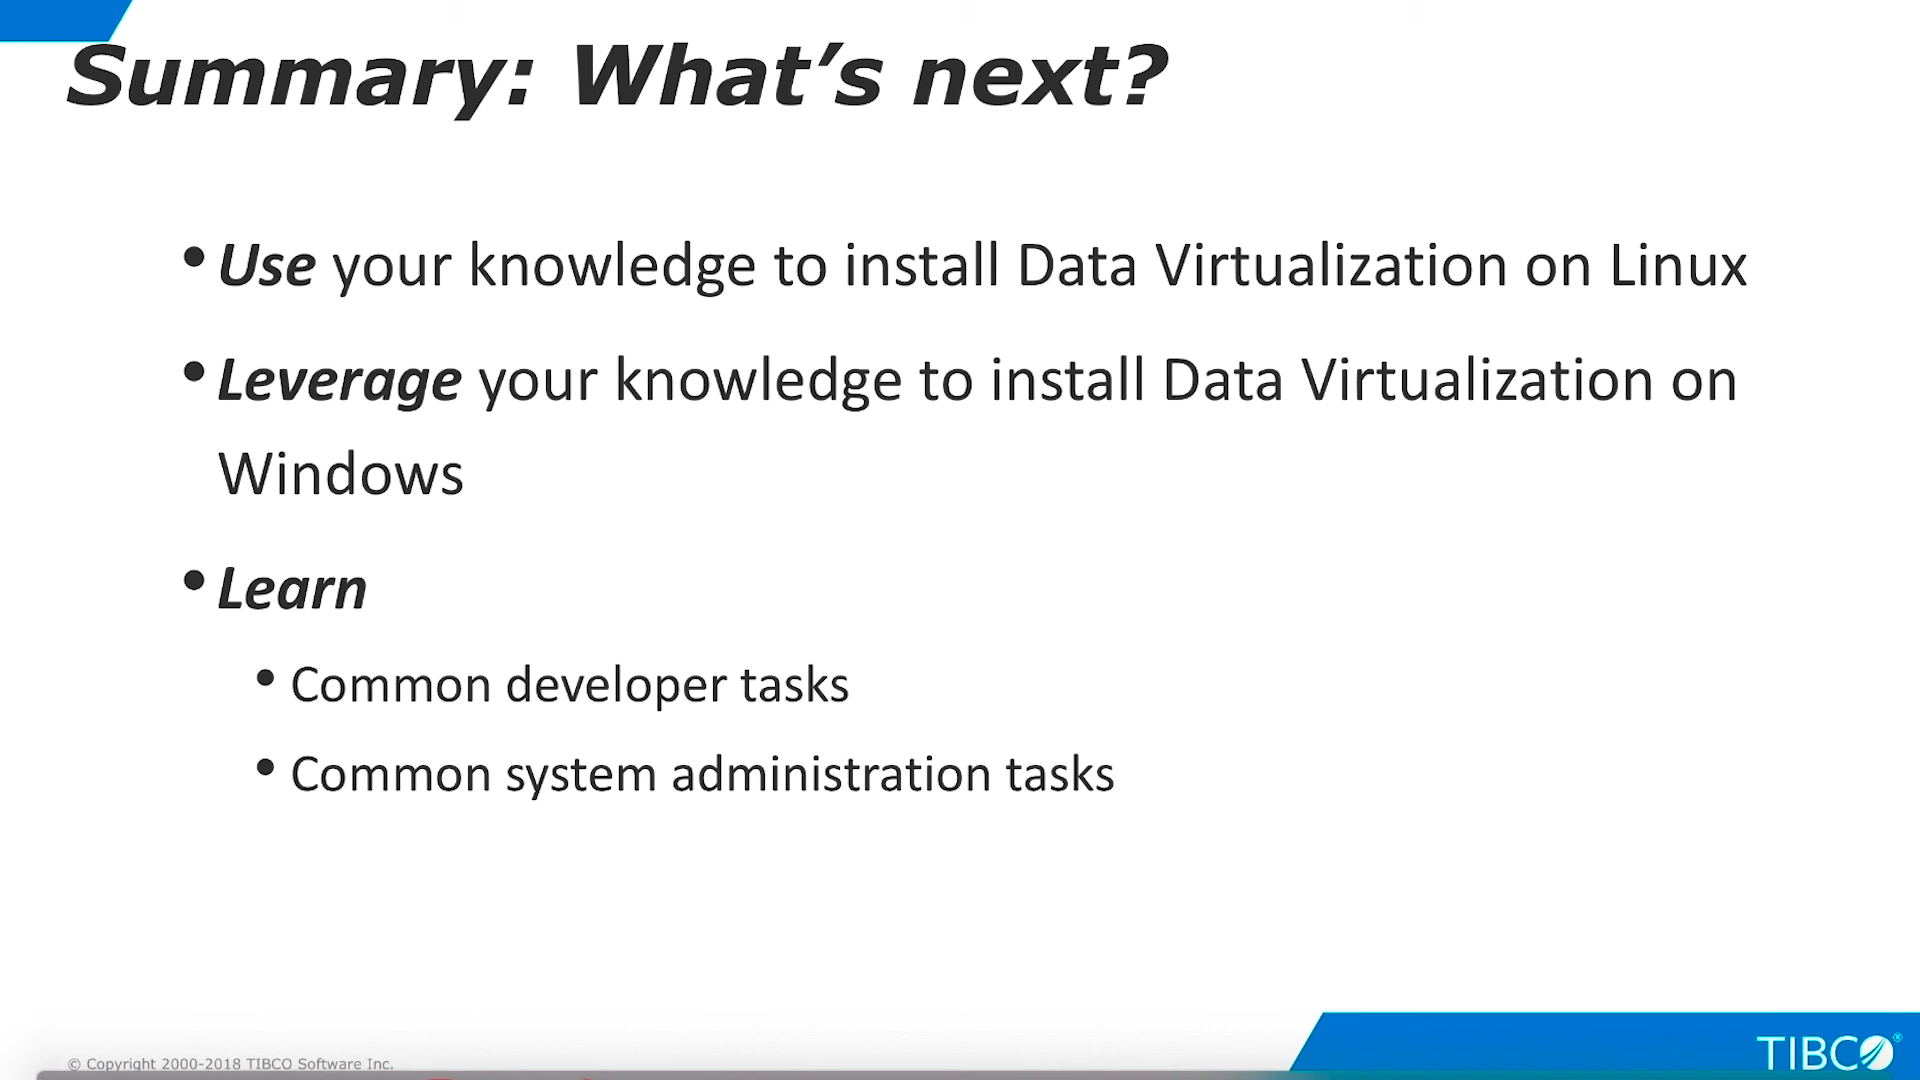 Summary: What’s next?
• Use your knowledge to install Data Virtualization on Linux
• Leverage your knowledge to install Data Virtualization on
Windows
• Learn
• Common developer tasks
• Common system administration tasks
© Copyright 2000-2018 TIBCO Software Inc.
TIBCO®